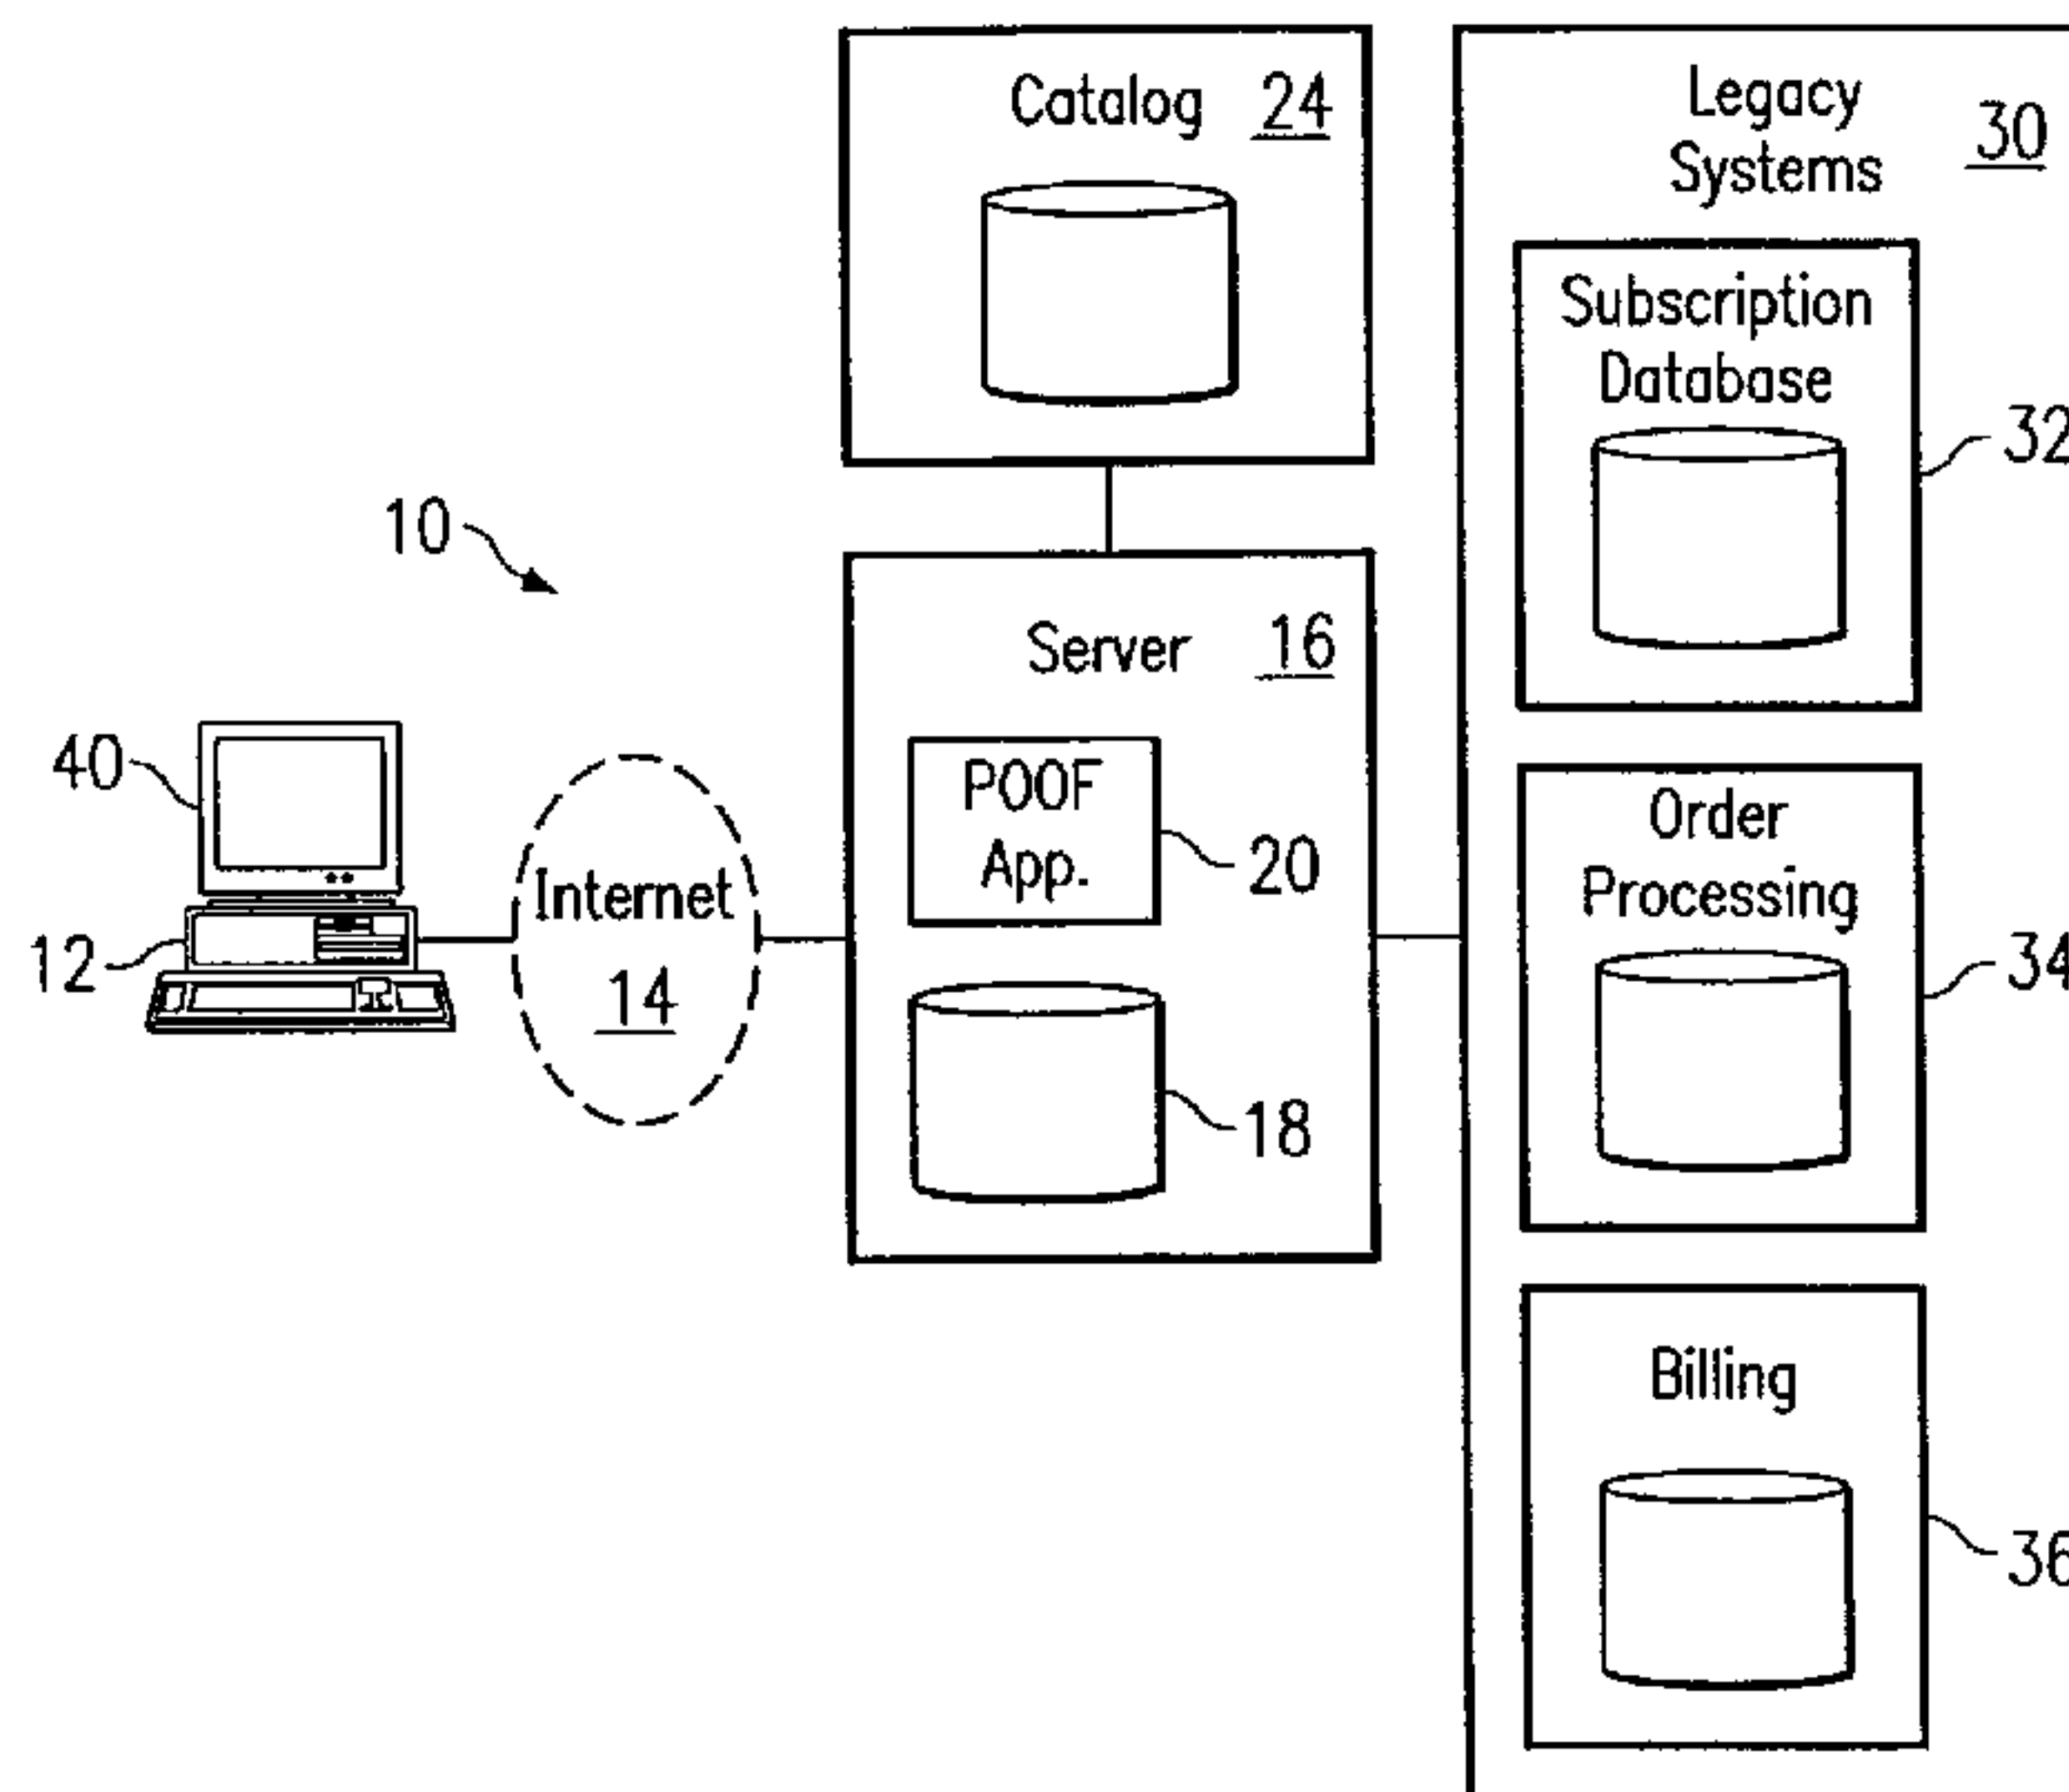 Catalog 24
Legacy
Systems 30
Subscription
Database
32
10
Server 16
40
POOF
App.
20
Order
Processing
Internet
14
12
34
18
Billing
36